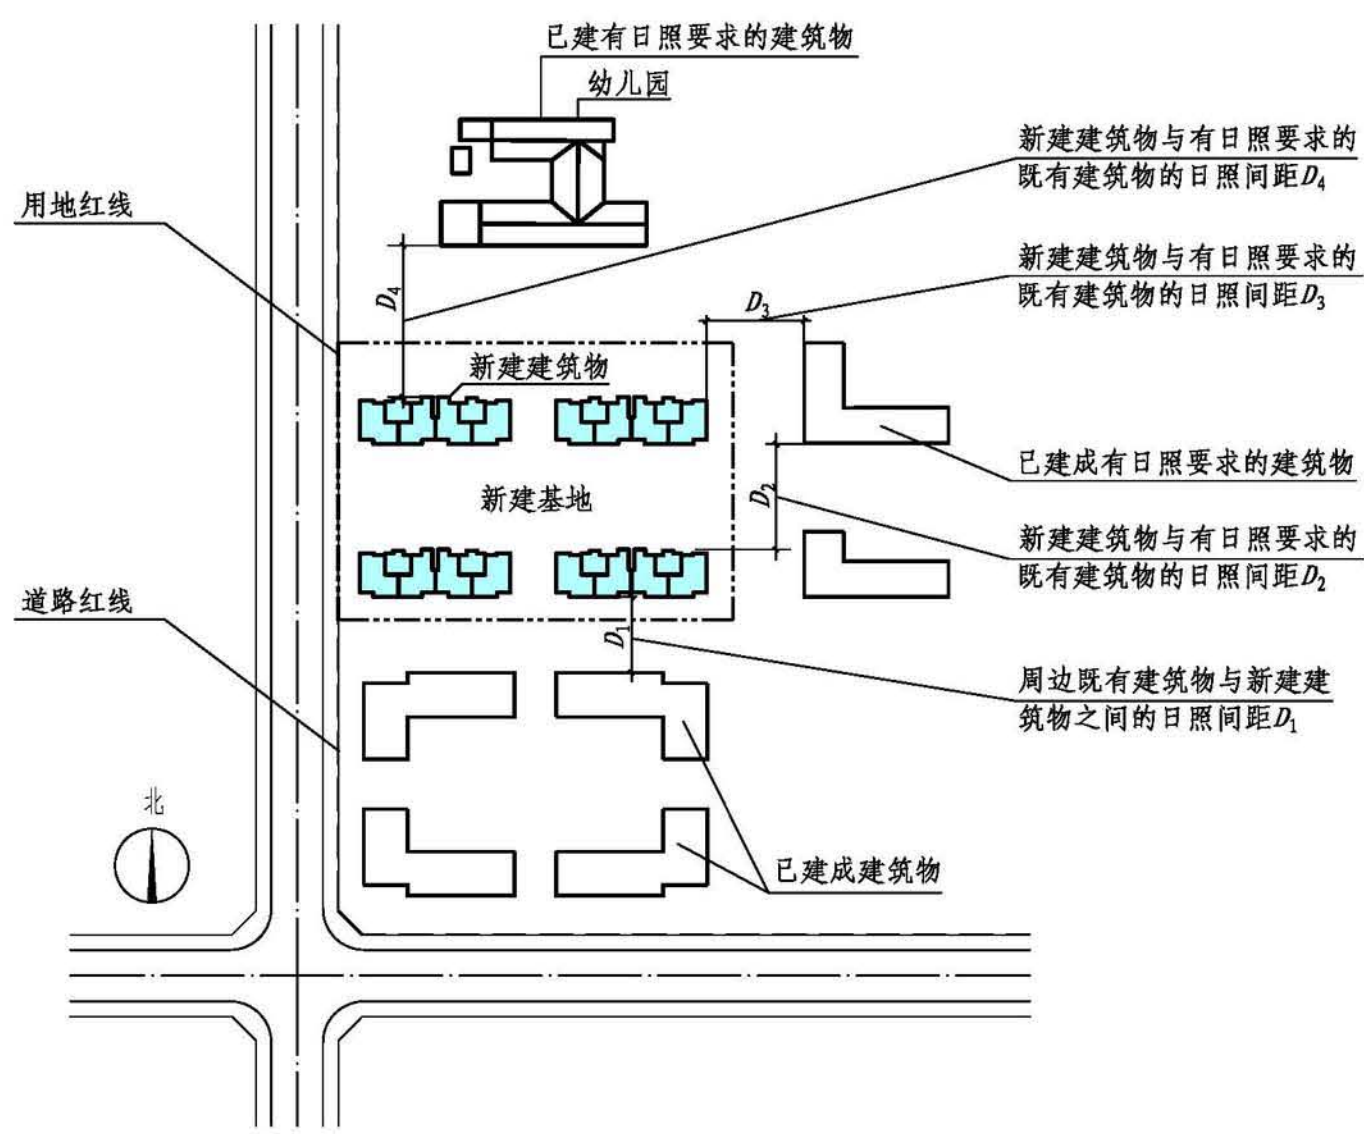 已建有日照要求的建筑物
幼儿园
新建建筑物与有日照要求的
既有建筑物的日照间距D4
用地红线
新建建筑物与有日照要求的
既有建筑物的日照间距D3
D4
D3
新建建筑物
已建成有日照要求的建筑物
新建基地
D2
新建建筑物与有日照要求的
既有建筑物的日照间距D2
道路红线
D1
周边既有建筑物与新建建
筑物之间的日照间距D1
北
已建成建筑物